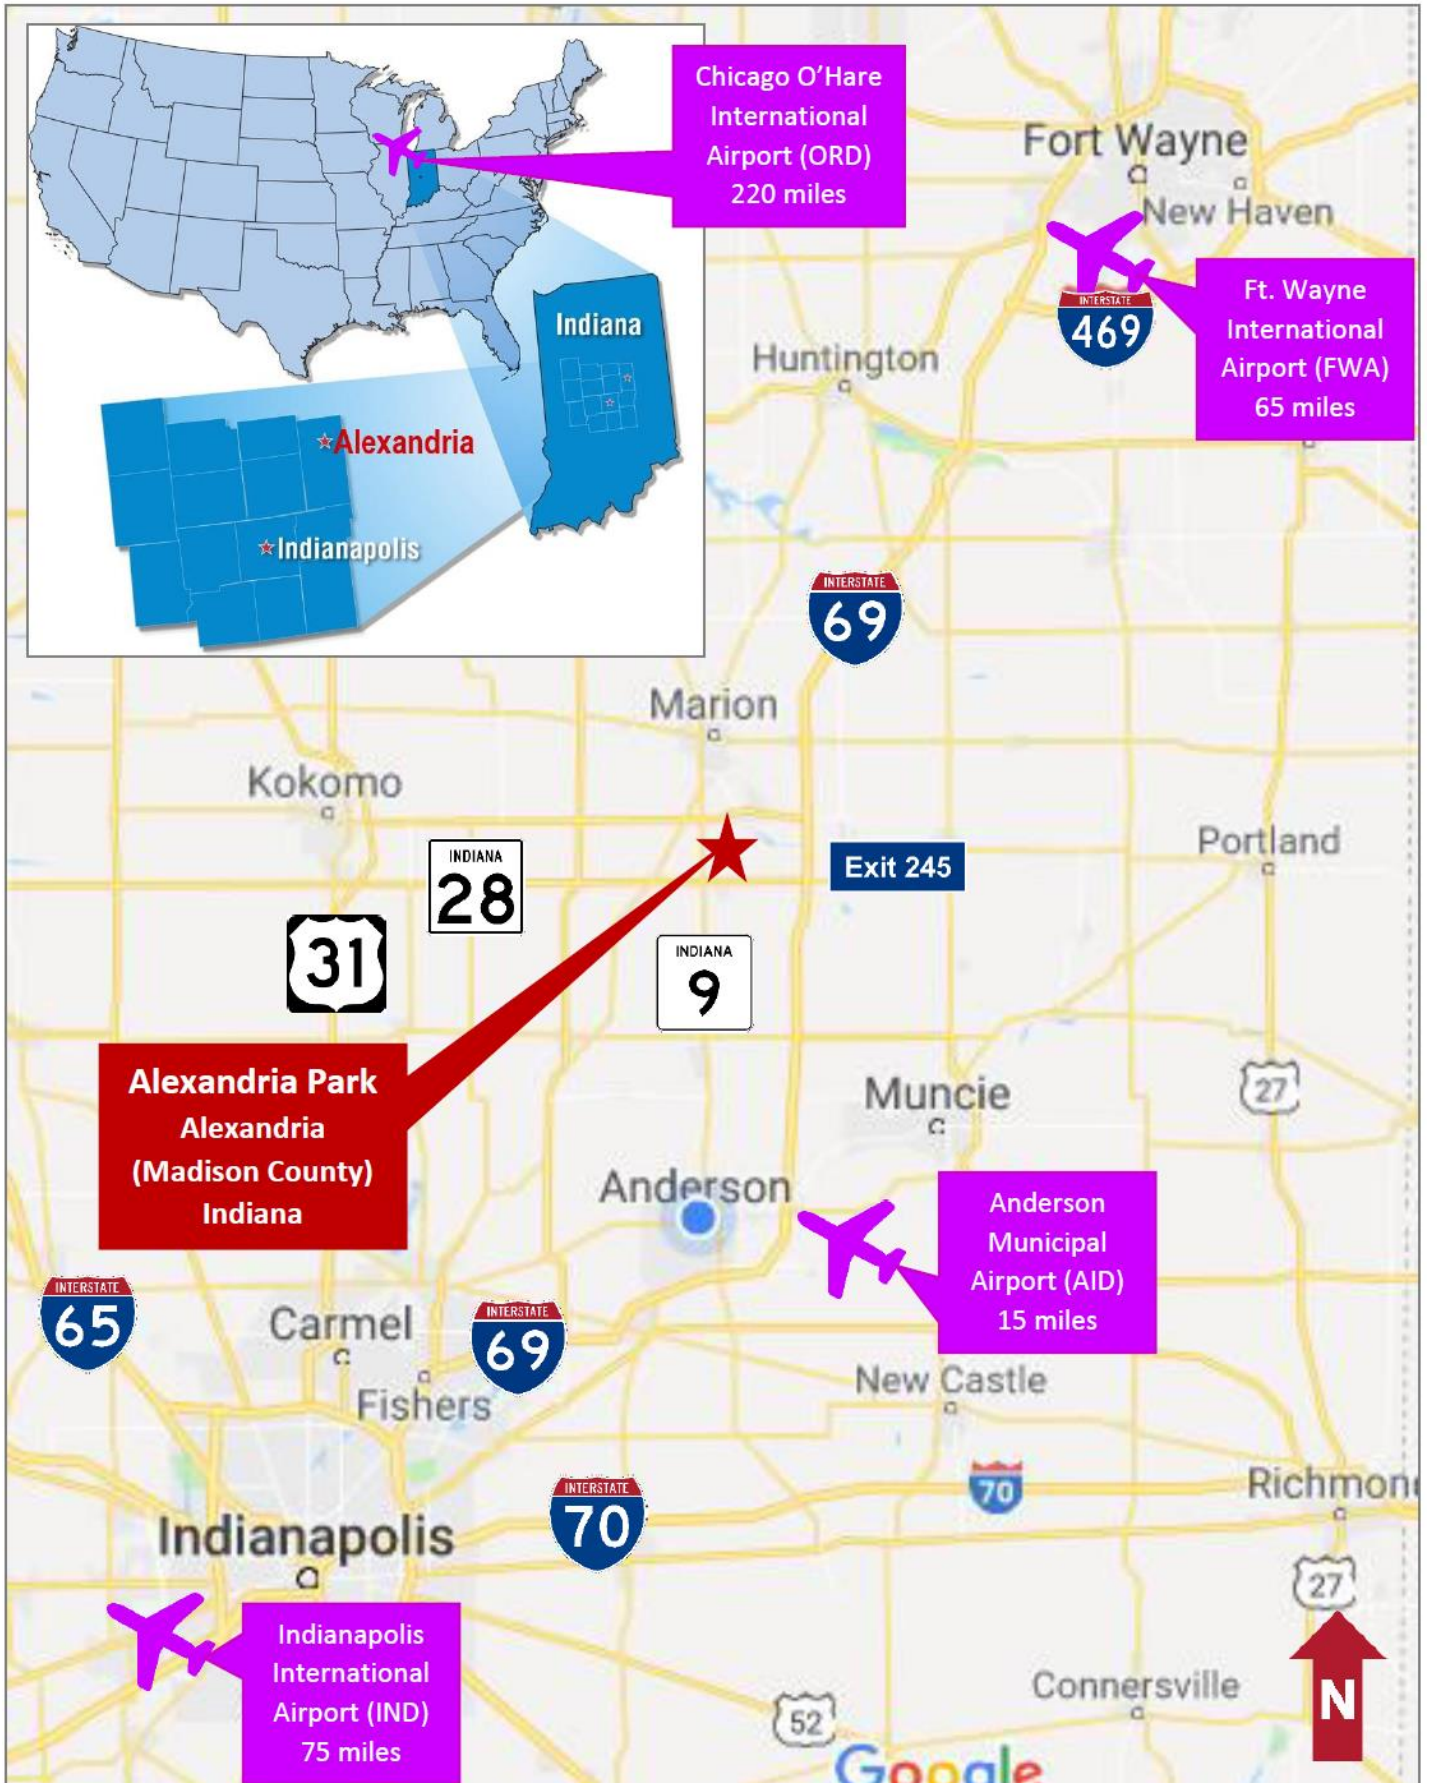 Chicago O'Hare
International
Airport (ORD)
220 miles
Fort Wayne
New Haven
Ft. Wayne
International
Airport (FWA)
65 miles
INTERSTATE
469
Indiana
Huntington
Alexandria
Indianapolis
INTERSTATE
69
Marion
Kokomo
Portland
INDIANA
28
Exit 245
31
INDIANA
9
Alexandria Park
Alexandria
(Madison County)
Indiana
Muncie
27
Anderson
Anderson
Municipal
Airport (AID)
15 miles
INTERSTATE
65
Carmel
INTERSTATE
69
Fishers
New Castle
INTERSTATE
70
70
Richmon
Indianapolis
27
Indianapolis
International
Airport (IND)
75 miles
Connersville
N
52
Google